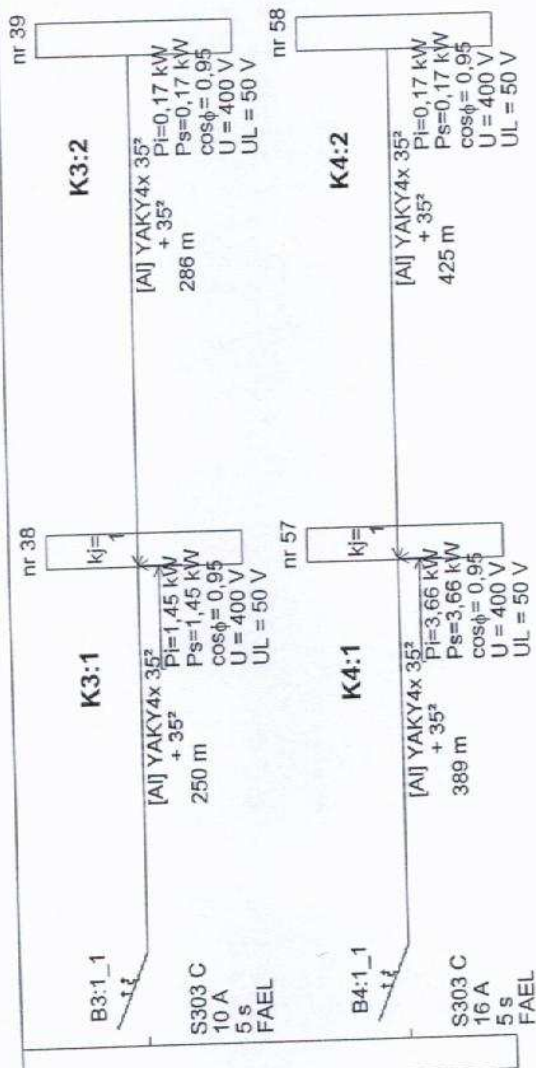 nr 38
nr 39
K3:1
K3:2
B3:1_1
kj=
1
[Al] YAKY4x 35²
+ 35²
250 m
Pi=1,45 kW
Ps=1,45 kW
cosϕ= 0,95
U = 400 V
UL = 50 V
[Al] YAKY4x 35²
+ 35²
286 m
Pi=0,17 kW
Ps=0,17 kW
cosϕ= 0,95
U = 400 V
UL = 50 V
S303 C
10 A
5 s
FAEL
nr 57
nr 58
K4:1
K4:2
B4:1_1
kj=
1
[Al] YAKY4x 35²
+ 35²
389 m
Pi=3,66 kW
Ps=3,66 kW
cosϕ= 0,95
U = 400 V
UL = 50 V
[Al] YAKY4x 35²
+ 35²
425 m
Pi=0,17 kW
Ps=0,17 kW
cosϕ= 0,95
U = 400 V
UL = 50 V
S303 C
16 A
5 s
FAEL